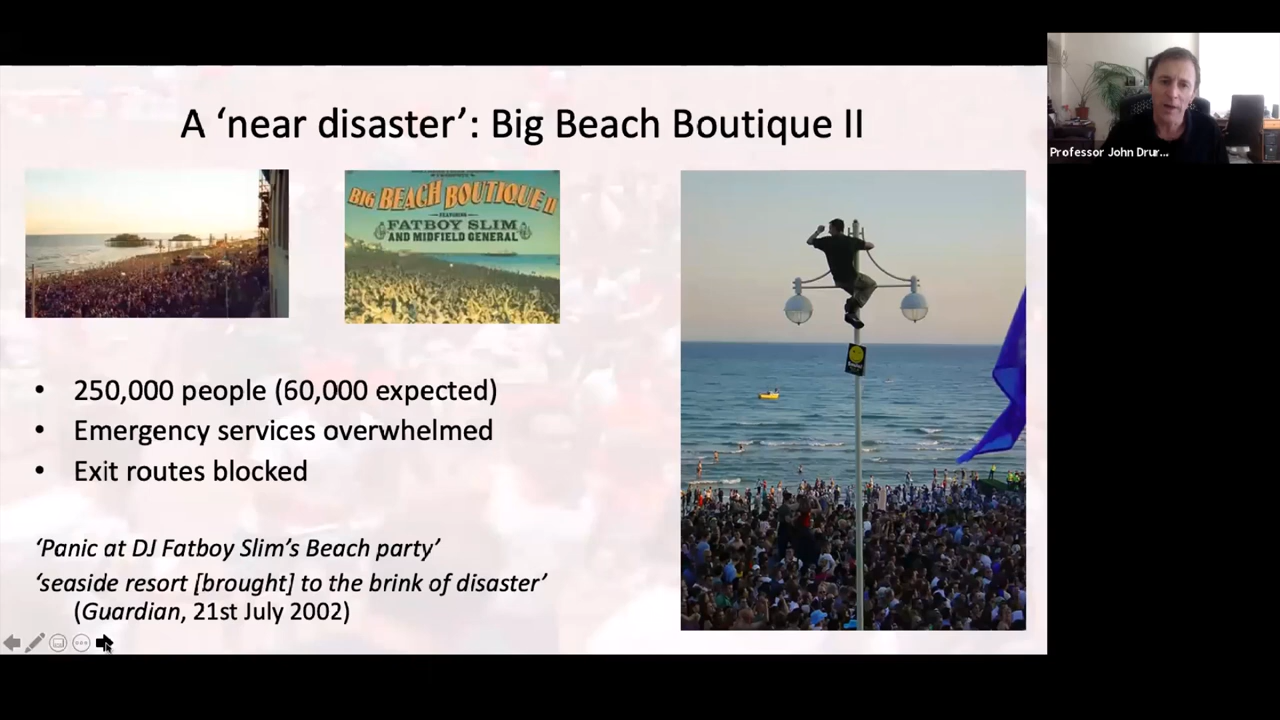 A ‘near disaster’: Big Beach Boutique II
Professor John Drur...
BIG BEACH BOUTIQUE II
FEATURING
FATBOY SLIM
AND MIDFIELD GENERAL
• 250,000 people (60,000 expected)
• Emergency services overwhelmed
• Exit routes blocked
‘Panic at DJ Fatboy Slim’s Beach party’
‘seaside resort [brought] to the brink of disaster’
(Guardian, 21st July 2002)